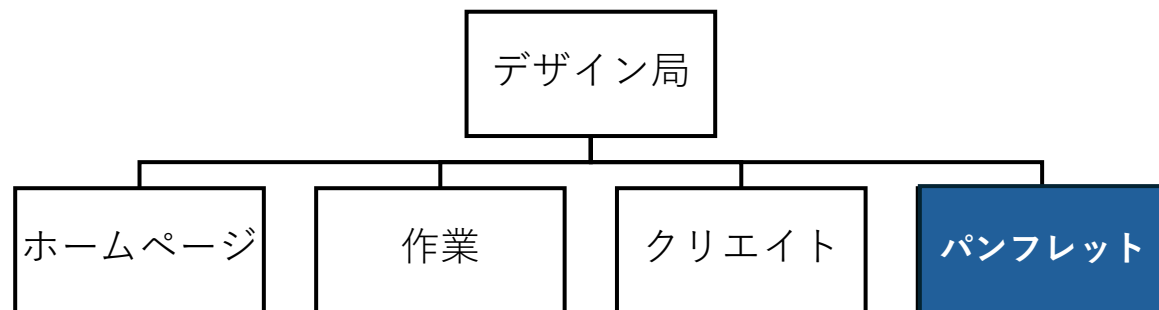 デザイン局
ホームページ
作業
クリエイト
パンフレット